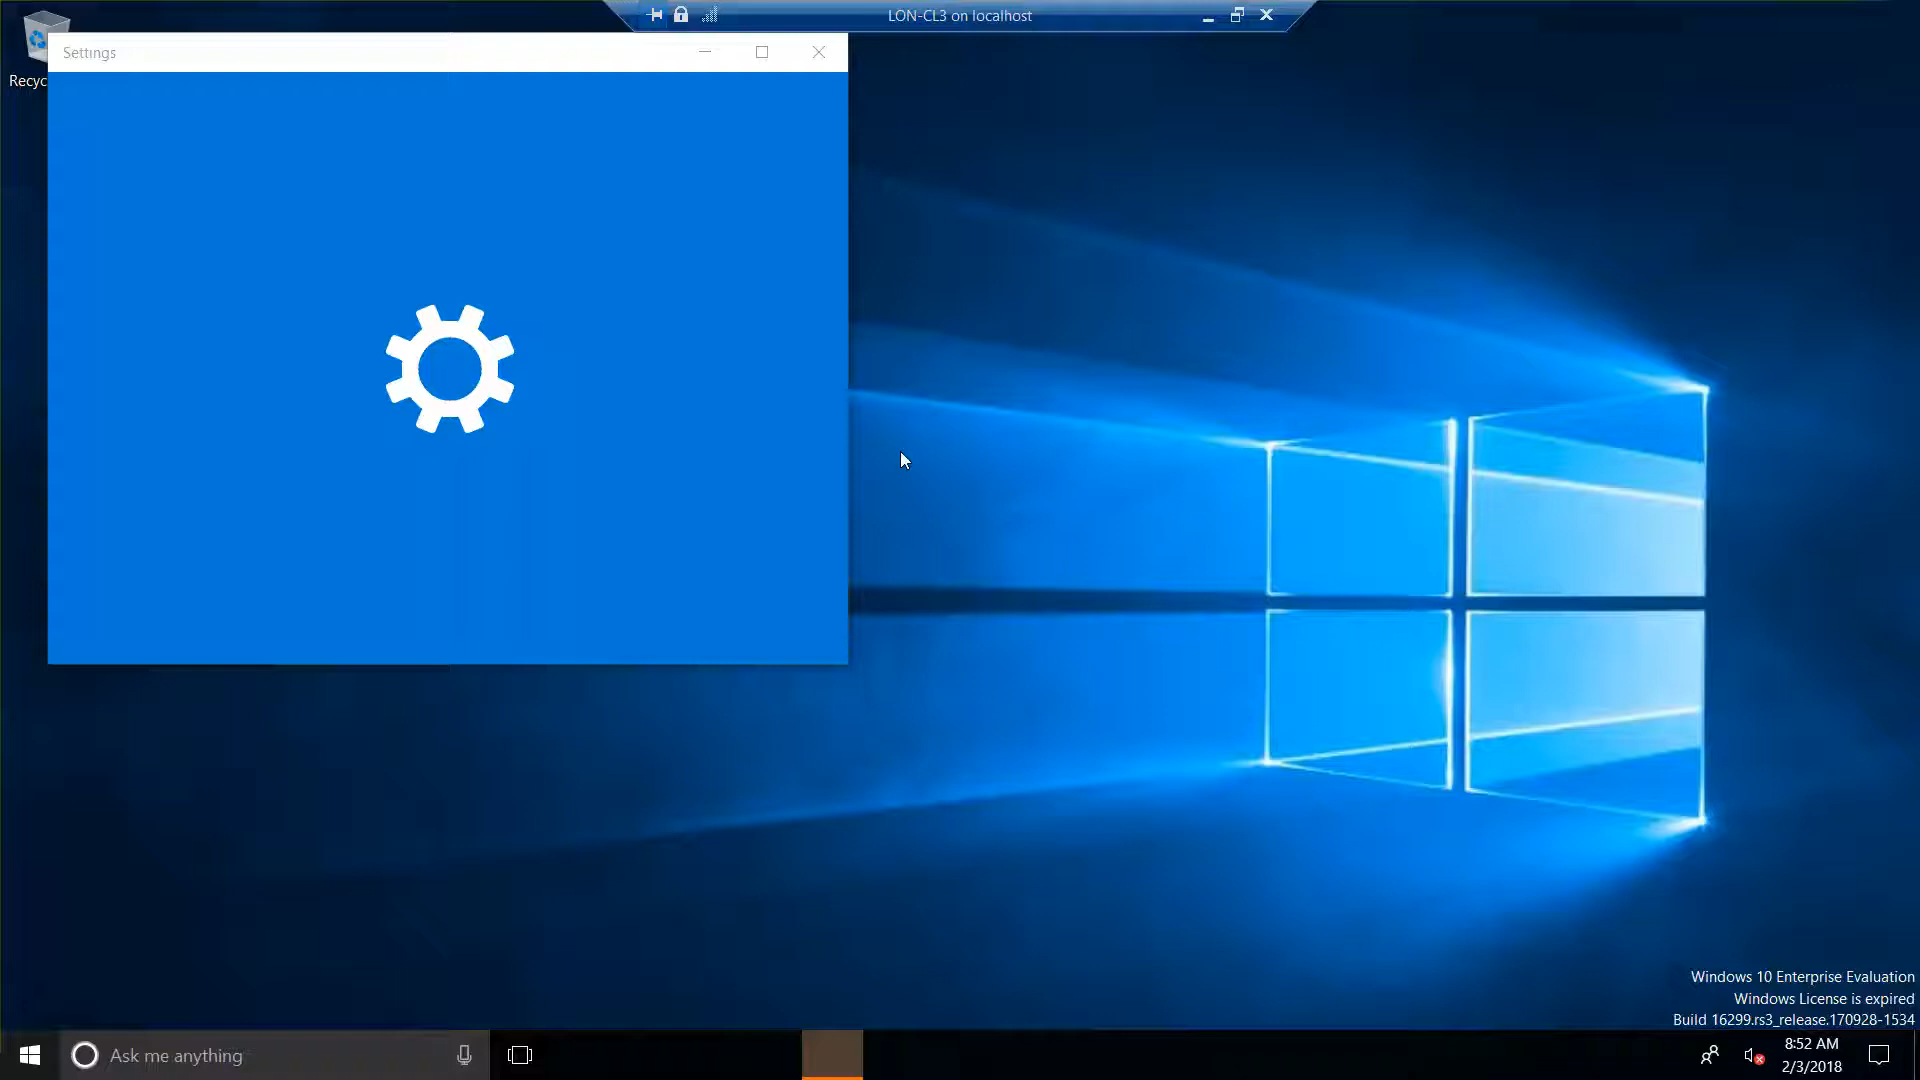 LON-CL3 on localhost
Settings
Recyc
Windows 10 Enterprise Evaluation
Windows License is expired
Build 16299.rs3_release.170928-1534
Ask me anything
8:52 AM
2/3/2018